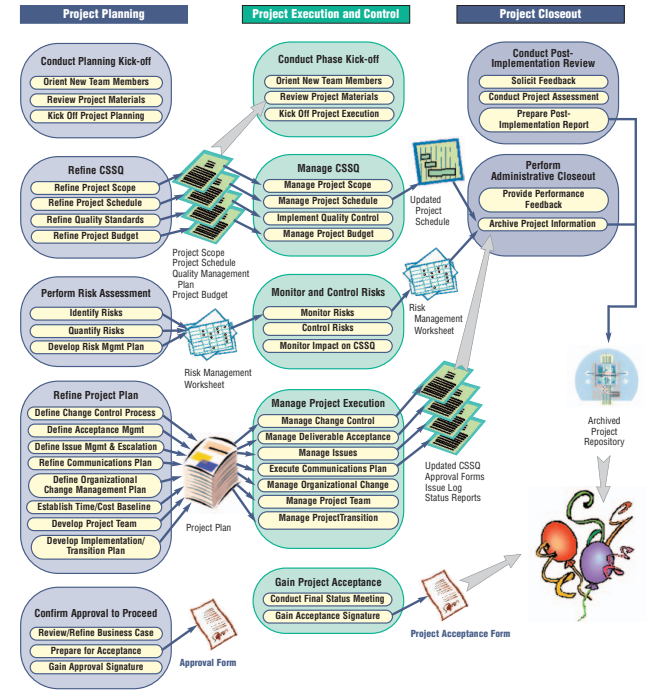 Project Planning
Project Execution and Control
Project Closeout
Conduct Planning Kick-off
Orient New Team Members
Review Project Materials
Kick Off Project Planning
Conduct Phase Kick-off
Orient New Team Members
Review Project Materials
Kick Off Project Execution
Conduct Post-
Implementation Review
Solicit Feedback
Conduct Project Assessment
Prepare Post-
Implementation Report
Refine CSSQ
Refine Project Scope
Refine Project Schedule
Refine Quality Standards
Refine Project Budget
Project Scope
Project Schedule
Quality Management
Plan
Project Budget
Manage CSSQ
Manage Project Scope
Manage Project Schedule
Implement Quality Control
Manage Project Budget
Updated
Project
Schedule
Perform
Administrative Closeout
Provide Performance
Feedback
Archive Project Information
Perform Risk Assessment
Identify Risks
Quantify Risks
Develop Risk Mgmt Plan
Risk Management
Worksheet
Monitor and Control Risks
Monitor Risks
Control Risks
Monitor Impact on CSSQ
Risk
Management
Worksheet
Refine Project Plan
Define Change Control Process
Define Acceptance Mgmt
Define Issue Mgmt & Escalation
Refine Communications Plan
Define Organizational
Change Management Plan
Establish Time/Cost Baseline
Develop Project Team
Develop Implementation/
Transition Plan
Project Plan
Manage Project Execution
Manage Change Control
Manage Deliverable Acceptance
Manage Issues
Execute Communications Plan
Manage Organizational Change
Manage Project Team
Manage ProjectTransition
Updated CSSQ
Approval Forms
Issue Log
Status Reports
Archived
Project
Repository
Confirm Approval to Proceed
Review/Refine Business Case
Prepare for Acceptance
Gain Approval Signature
Approval Form
Gain Project Acceptance
Conduct Final Status Meeting
Gain Acceptance Signature
Project Acceptance Form